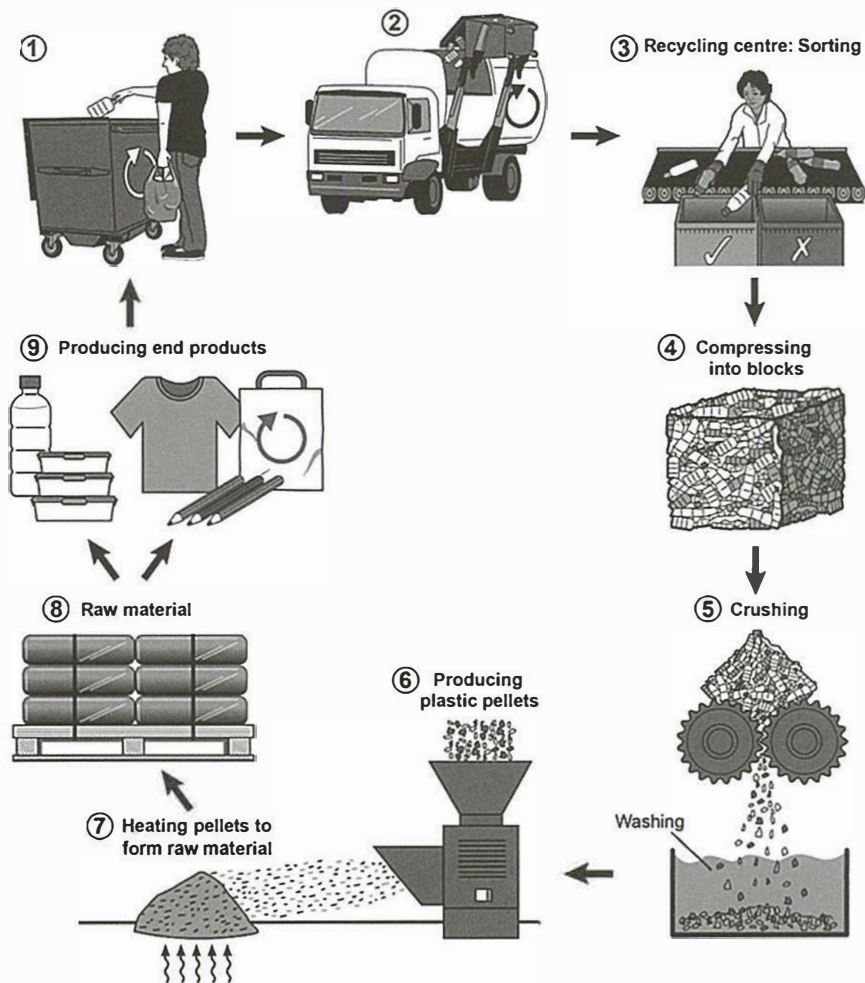 ①
②
③ Recycling centre: Sorting
④ Compressing
into blocks
⑤ Crushing
Washing
⑥ Producing
plastic pellets
⑦ Heating pellets to
form raw material
⑧ Raw material
⑨ Producing end products